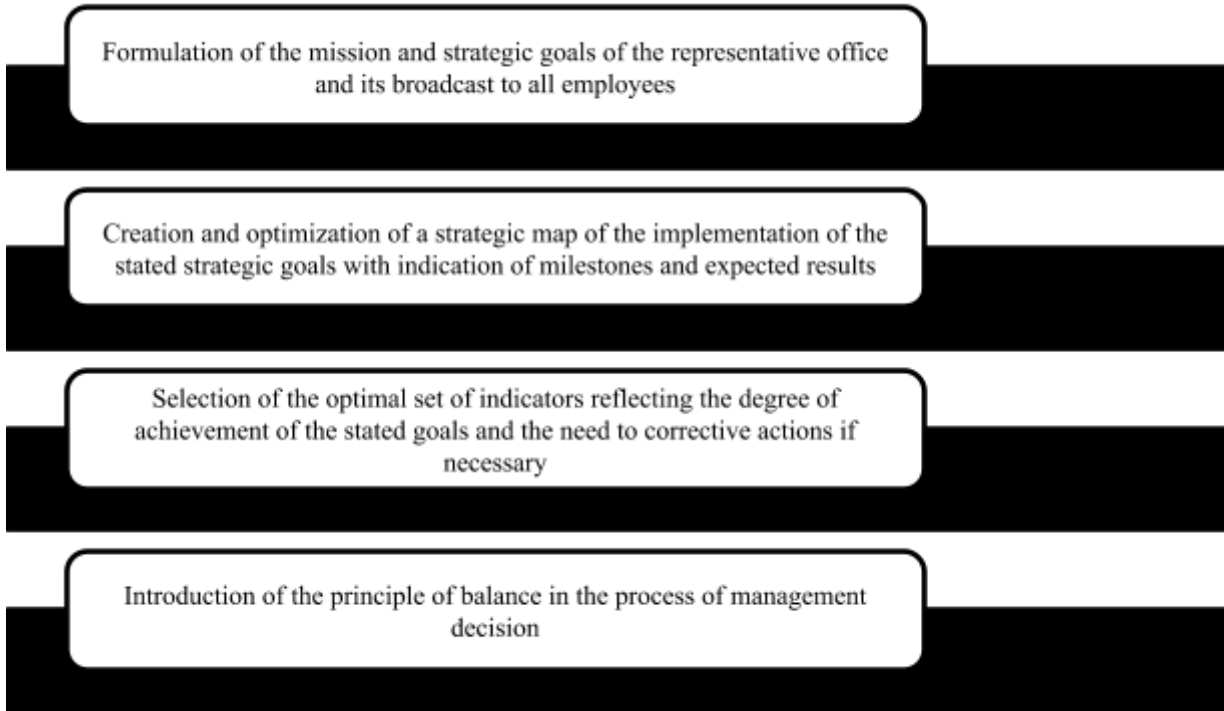 Formulation of the mission and strategic goals of the representative office
and its broadcast to all employees
Creation and optimization of a strategic map of the implementation of the
stated strategic goals with indication of milestones and expected results
Selection of the optimal set of indicators reflecting the degree of
achievement of the stated goals and the need to corrective actions if
necessary
Introduction of the principle of balance in the process of management
decision